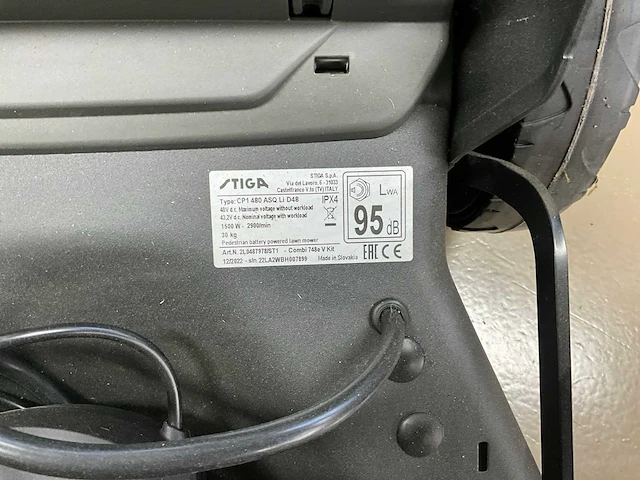 STIGA
STIGA S.p.A.
Via del Lavoro, 6 - 31033
Castelfranco V.to (TV) ITALY
Type: CP1 480 ASQ Li D48
IPX4
48V d.c. Maximum voltage without workload
43,2V d.c. Nominal voltage with workload
1500 W - 2900/min
30 kg
Pedestrian battery powered lawn mower
Art.N. 2L0487978/ST1 - Combi 748e V Kit
12/2022 - s/n 22LA2WBH007899
Made in Slovakia
LWA
95 dB
EAC CE